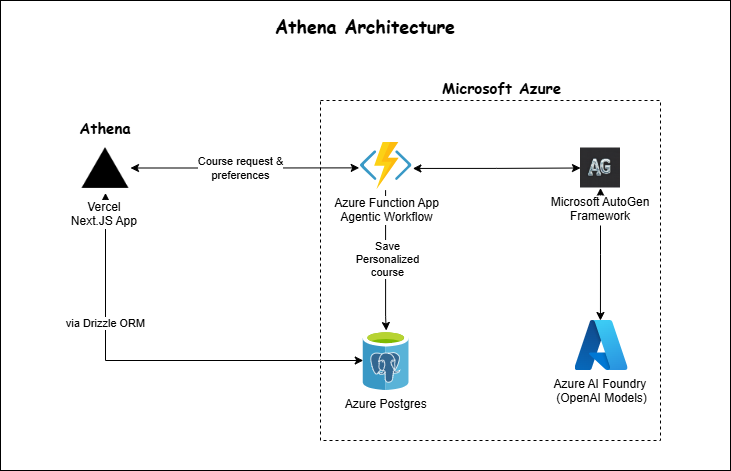 Athena Architecture
Microsoft Azure
Athena
Course request &
preferences
AG
Vercel
Next.JS App
Azure Function App
Agentic Workflow
Microsoft AutoGen
Framework
Save
Personalized
course
via Drizzle ORM
Azure Postgres
Azure AI Foundry
(OpenAI Models)